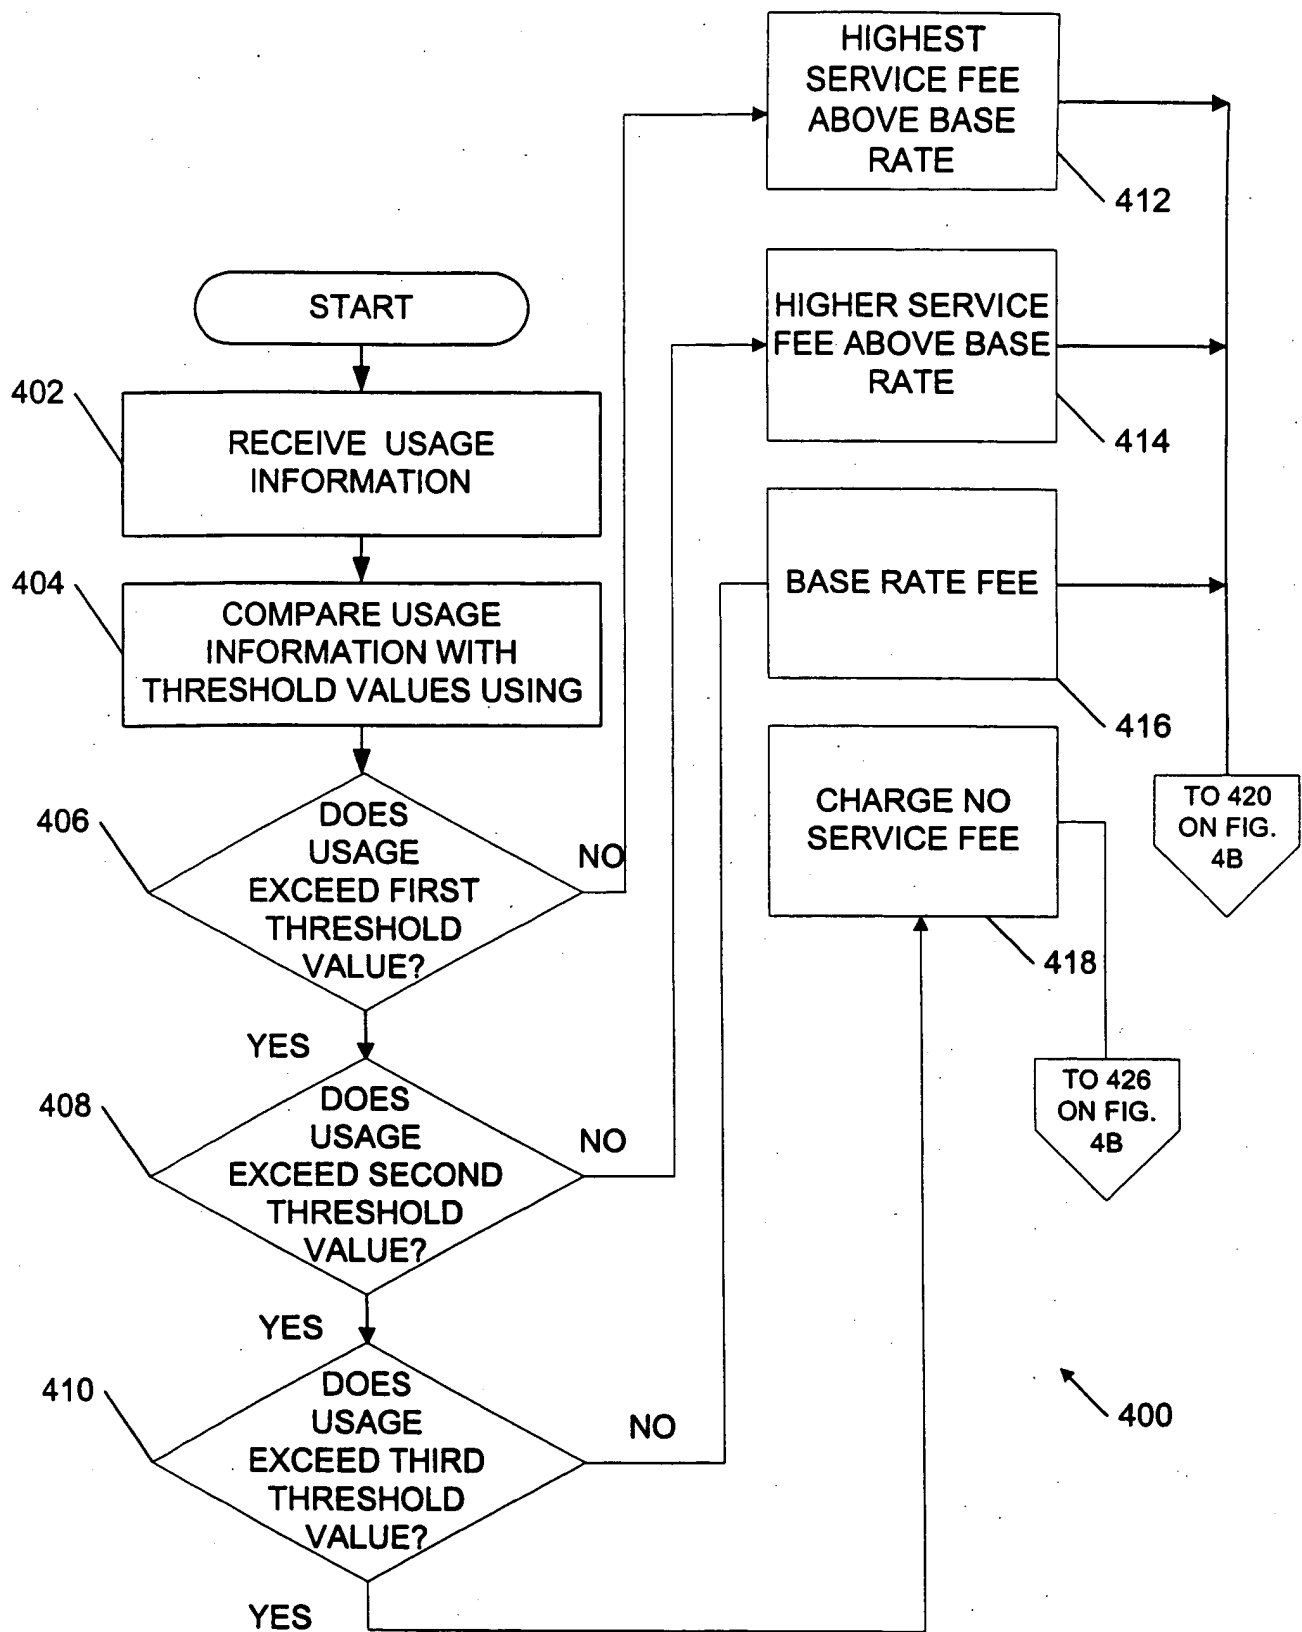 HIGHEST
SERVICE FEE
ABOVE BASE
RATE
412
START
HIGHER SERVICE
FEE ABOVE BASE
RATE
414
402
RECEIVE USAGE
INFORMATION
BASE RATE FEE
416
404
COMPARE USAGE
INFORMATION WITH
THRESHOLD VALUES USING
CHARGE NO
SERVICE FEE
418
TO 420
ON FIG.
4B
406
DOES
USAGE
EXCEED FIRST
THRESHOLD
VALUE?
NO
YES
TO 426
ON FIG.
4B
408
DOES
USAGE
EXCEED SECOND
THRESHOLD
VALUE?
NO
YES
410
DOES
USAGE
EXCEED THIRD
THRESHOLD
VALUE?
NO
YES
400